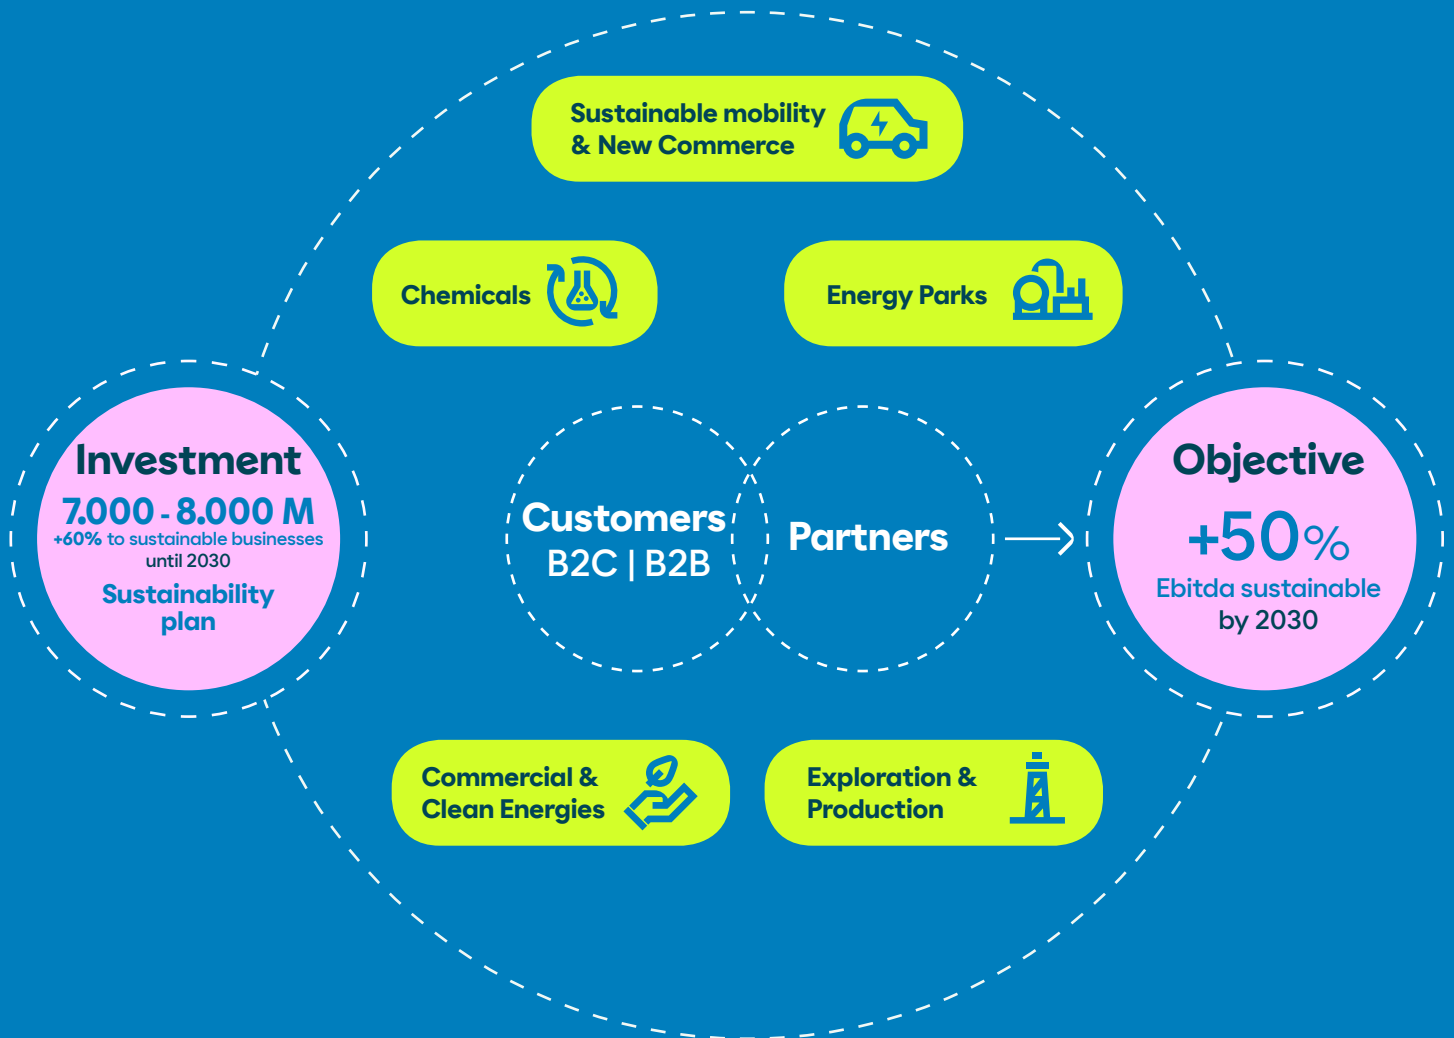 Sustainable mobility
& New Commerce
Chemicals
Energy Parks
Investment
7.000 - 8.000 M
+60% to sustainable businesses
until 2030
Sustainability
plan
Customers
B2C | B2B
Partners
Objective
+50%
Ebitda sustainable
by 2030
Commercial &
Clean Energies
Exploration &
Production